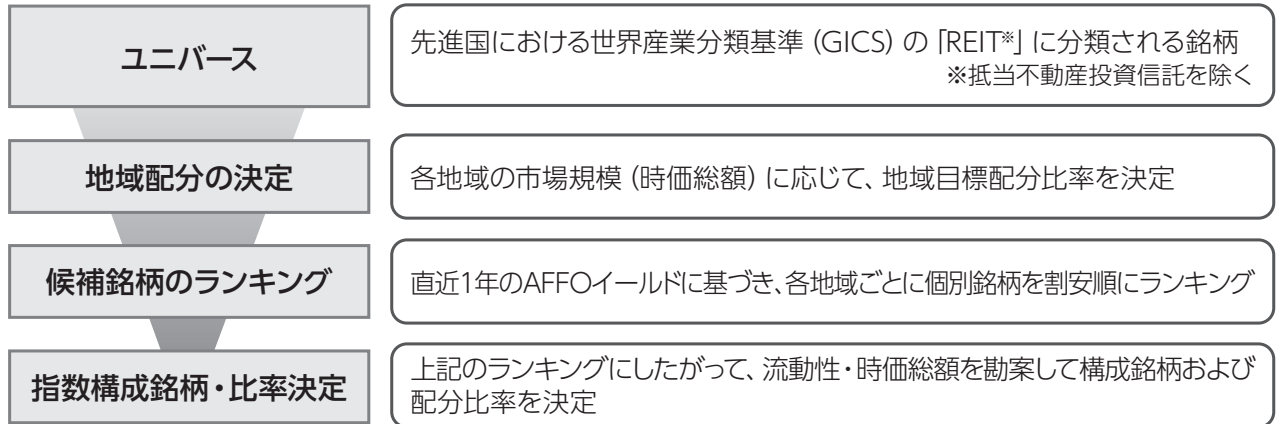 ユニバース
先進国における世界産業分類基準（GICS）の「REIT※」に分類される銘柄
※抵当不動産投資信託を除く
地域配分の決定
各地域の市場規模（時価総額）に応じて、地域目標配分比率を決定
候補銘柄のランキング
直近1年のAFFOイールドに基づき、各地域ごとに個別銘柄を割安順にランキング
指数構成銘柄・比率決定
上記のランキングにしたがって、流動性・時価総額を勘案して構成銘柄および
配分比率を決定